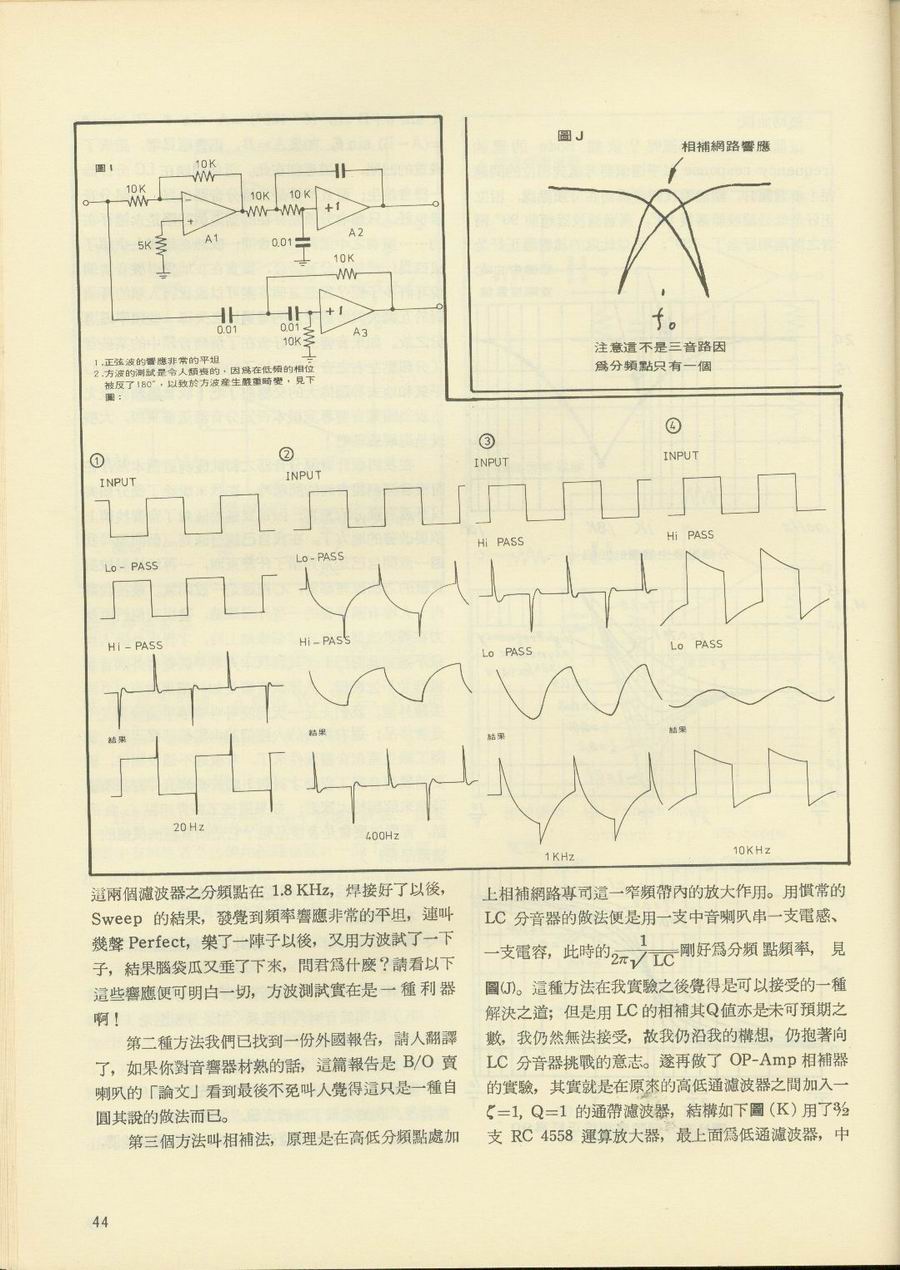 圖I
10K
10K
10K
10K
A1
5K
+1
A2
0.01
10K
0.01
0.01
10K
+1
A3
1.正弦波的響應非常的平坦
2.方波的測試是令人頹喪的，因爲在低頻的相位
被反了180°，以致於方波產生嚴重畸變，見下
圖：
圖J
相補網路響應
f₀
注意這不是三音路因
爲分頻點只有一個
①
INPUT
Lo-PASS
Hi-PASS
結果
20Hz
②
INPUT
Lo-PASS
Hi-PASS
結果
400Hz
③
INPUT
Hi PASS
Lo PASS
結果
1KHz
④
INPUT
Hi PASS
Lo PASS
結果
10KHz
這兩個濾波器之分頻點在 1.8 KHz，焊接好了以後，
Sweep 的結果，發覺到頻率響應非常的平坦，連叫
幾聲 Perfect，樂了一陣子以後，又用方波試了一下
子，結果腦袋瓜又垂了下來，問君爲什麼？請看以下
這些響應便可明白一切，方波測試實在是一種利器
啊！
第二種方法我們已找到一份外國報告，請人翻譯
了，如果你對音響器材熟的話，這篇報告是 B/O 賣
喇叭的「論文」看到最後不免叫人覺得這只是一種自
圓其說的做法而已。
第三個方法叫相補法，原理是在高低分頻點處加
上相補網路專司這一窄頻帶內的放大作用。用慣常的
LC 分音器的做法便是用一支中音喇叭串一支電感、
一支電容，此時的 1/2π√LC 剛好爲分頻點頻率，見
圖(J)。這種方法在我實驗之後覺得是可以接受的一種
解決之道；但是用 LC 的相補其Q值亦是未可預期之
數，我仍然無法接受，故我仍沿我的構想，仍抱著向
LC 分音器挑戰的意志。遂再做了 OP-Amp 相補器
的實驗，其實就是在原來的高低通濾波器之間加入一
ζ=1, Q=1 的通帶濾波器，結構如下圖 (K) 用了3/2
支 RC 4558 運算放大器，最上面爲低通濾波器，中
44